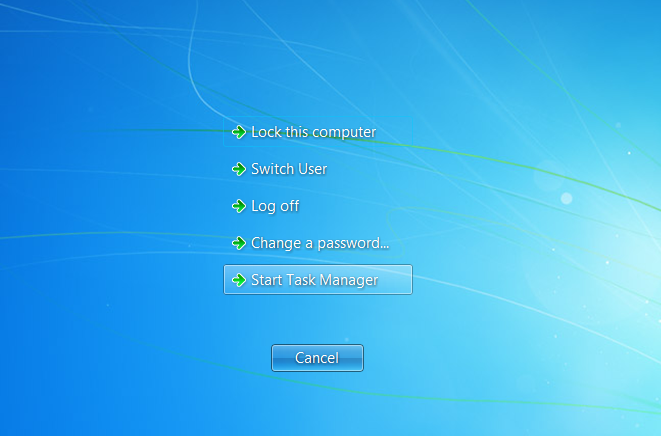 Lock this computer
Switch User
Log off
Change a password...
Start Task Manager
Cancel